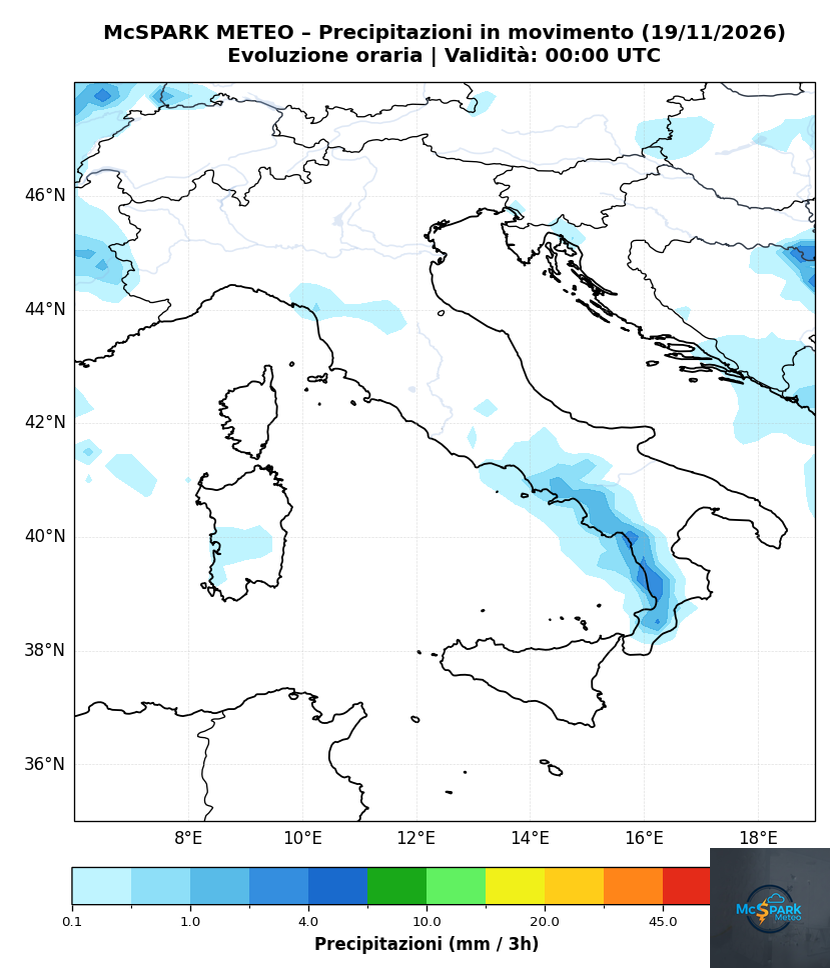 McSPARK METEO – Precipitazioni in movimento (19/11/2026)
Evoluzione oraria | Validità: 00:00 UTC
46°N
44°N
42°N
40°N
38°N
36°N
8°E 10°E 12°E 14°E 16°E 18°E
0.1 1.0 4.0 10.0 20.0 45.0
Precipitazioni (mm / 3h)
McSPARK
Meteo